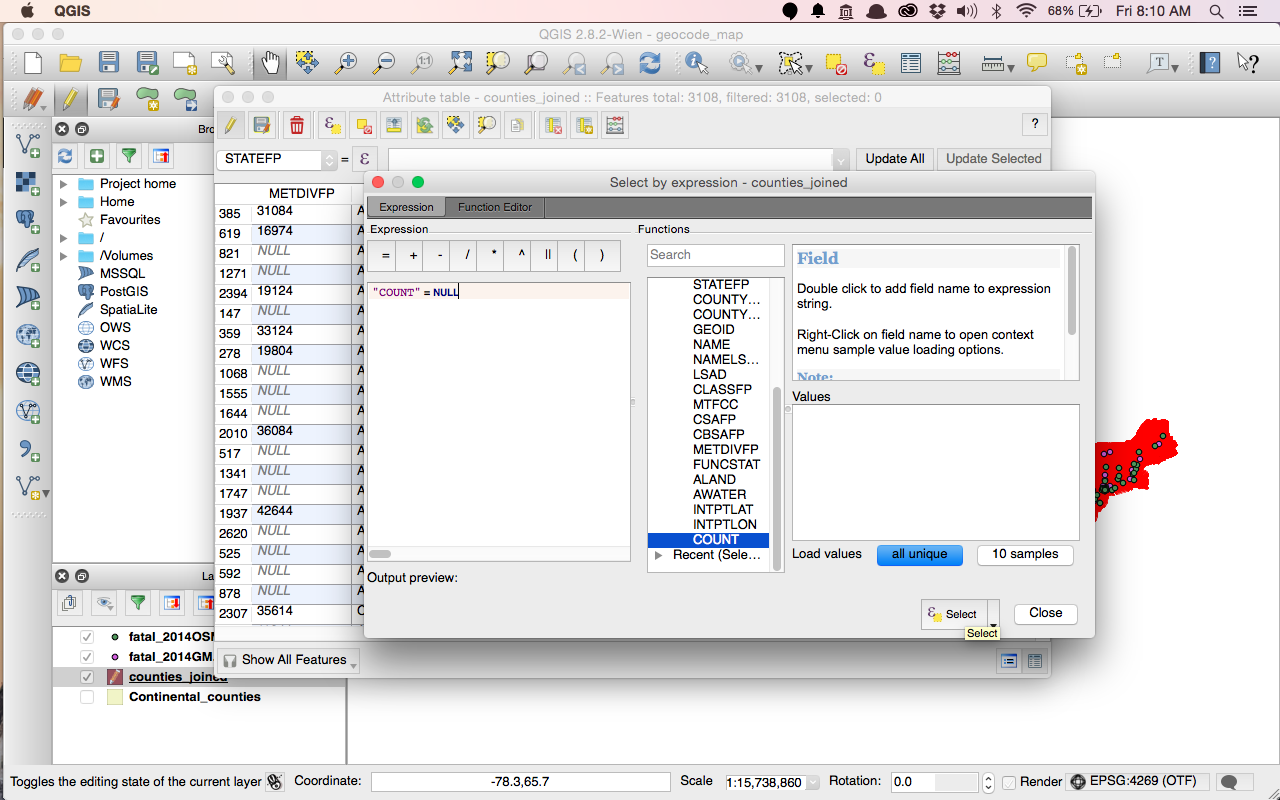 QGIS
68%
Fri 8:10 AM
QGIS 2.8.2-Wien - geocode_map
Attribute table - counties_joined :: Features total: 3108, filtered: 3108, selected: 0
?
STATEFP
=
ε
Update All
Update Selected
Bro
Project home
Home
Favourites
/
/Volumes
MSSQL
PostGIS
SpatiaLite
OWS
WCS
WFS
WMS
METDIVFP
385 31084
619 16974
821 NULL
1271 NULL
2394 19124
147 NULL
359 33124
278 19804
1068 NULL
1555 NULL
1644 NULL
2010 36084
517 NULL
1341 NULL
1747 NULL
1937 42644
2620 NULL
525 NULL
592 NULL
878 NULL
2307 35614
Show All Features
Select by expression - counties_joined
Expression
Function Editor
Expression
= + - / * ^ || ( )
"COUNT" = NULL
Output preview:
Functions
Search
STATEFP
COUNTY...
COUNTY...
GEOID
NAME
NAMELS...
LSAD
CLASSFP
MTFCC
CSAFP
CBSAFP
METDIVFP
FUNCSTAT
ALAND
AWATER
INTPTLAT
INTPTLON
COUNT
Recent (Sele...
Field
Double click to add field name to expression
string.
Right-Click on field name to open context
menu sample value loading options.
Note:
Values
Load values
all unique
10 samples
Select
Close
Select
La
fatal_2014OSM
fatal_2014GM
counties_joined
Continental_counties
Toggles the editing state of the current layer
Coordinate:
-78.3,65.7
Scale
1:15,738,860
Rotation:
0.0
Render
EPSG:4269 (OTF)